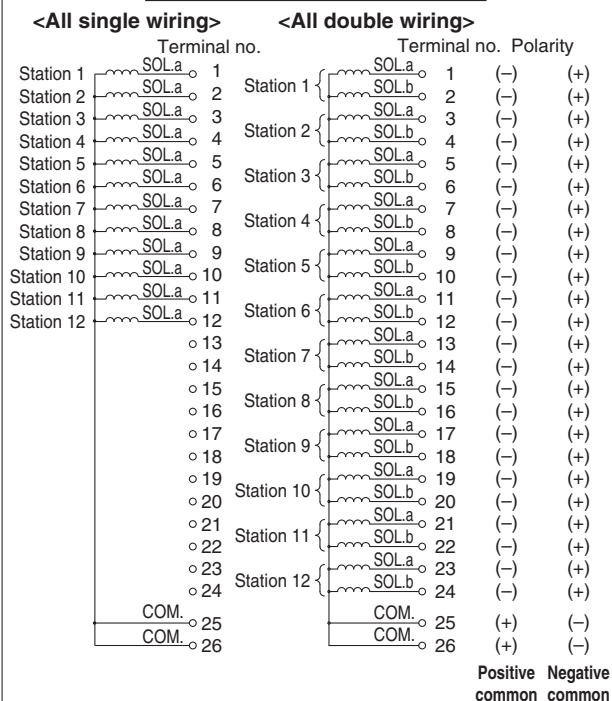 <All single wiring> <All double wiring>
Terminal no. Terminal no. Polarity
Station 1 SOL.a 1 Station 1 SOL.a 1 (–) (+)
Station 2 SOL.a 2 SOL.b 2 (–) (+)
Station 3 SOL.a 3 Station 2 SOL.a 3 (–) (+)
Station 4 SOL.a 4 SOL.b 4 (–) (+)
Station 5 SOL.a 5 Station 3 SOL.a 5 (–) (+)
Station 6 SOL.a 6 SOL.b 6 (–) (+)
Station 7 SOL.a 7 Station 4 SOL.a 7 (–) (+)
Station 8 SOL.a 8 SOL.b 8 (–) (+)
Station 9 SOL.a 9 Station 5 SOL.a 9 (–) (+)
Station 10 SOL.a 10 SOL.b 10 (–) (+)
Station 11 SOL.a 11 Station 6 SOL.a 11 (–) (+)
Station 12 SOL.a 12 SOL.b 12 (–) (+)
13 Station 7 SOL.a 13 (–) (+)
14 SOL.b 14 (–) (+)
15 Station 8 SOL.a 15 (–) (+)
16 SOL.b 16 (–) (+)
17 Station 9 SOL.a 17 (–) (+)
18 SOL.b 18 (–) (+)
19 Station 10 SOL.a 19 (–) (+)
20 SOL.b 20 (–) (+)
21 Station 11 SOL.a 21 (–) (+)
22 SOL.b 22 (–) (+)
23 Station 12 SOL.a 23 (–) (+)
24 SOL.b 24 (–) (+)
COM. 25 COM. 25 (+) (–)
COM. 26 COM. 26 (+) (–)
Positive Negative
common common